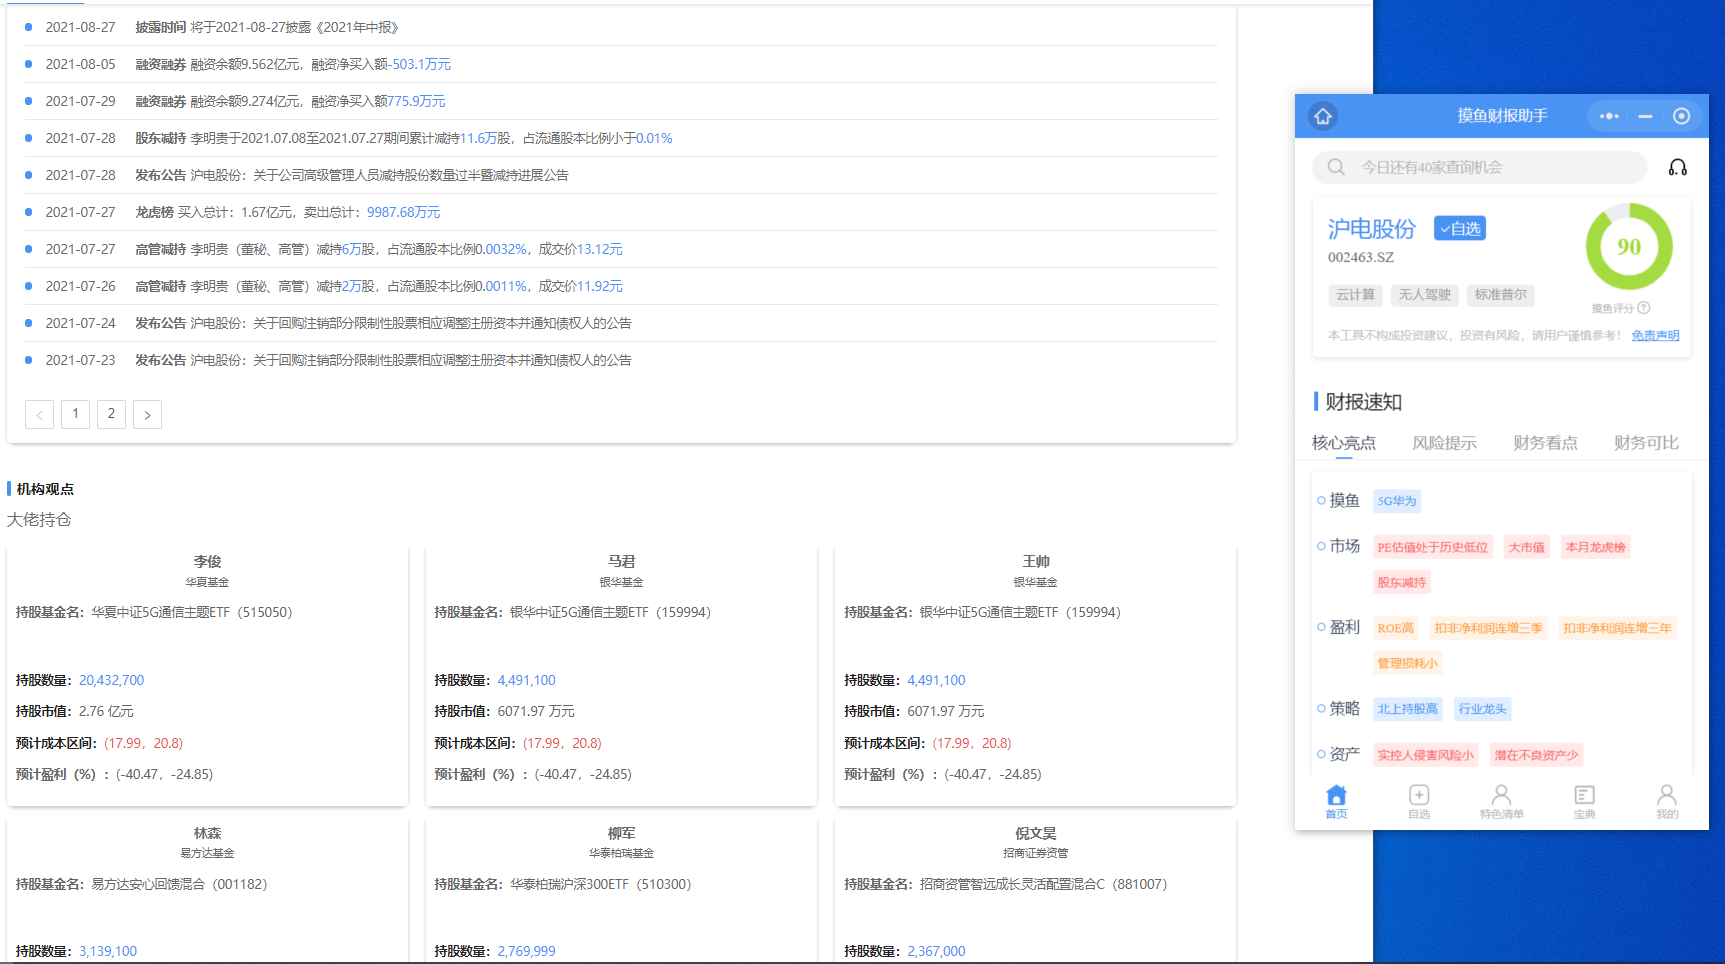 2021-08-27 披露时间 将于2021-08-27披露《2021年中报》
2021-08-05 融资融券 融资余额9.562亿元，融资净买入额-503.1万元
2021-07-29 融资融券 融资余额9.274亿元，融资净买入额775.9万元
2021-07-28 股东减持 李明贵于2021.07.08至2021.07.27期间累计减持11.6万股，占流通股本比例小于0.01%
2021-07-28 发布公告 沪电股份：关于公司高级管理人员减持股份数量过半暨减持进展公告
2021-07-27 龙虎榜 买入总计：1.67亿元，卖出总计：9987.68万元
2021-07-27 高管减持 李明贵（董秘、高管）减持6万股，占流通股本比例0.0032%，成交价13.12元
2021-07-26 高管减持 李明贵（董秘、高管）减持2万股，占流通股本比例0.0011%，成交价11.92元
2021-07-24 发布公告 沪电股份：关于回购注销部分限制性股票相应调整注册资本并通知债权人的公告
2021-07-23 发布公告 沪电股份：关于回购注销部分限制性股票相应调整注册资本并通知债权人的公告
< 1 2 >
机构观点
大佬持仓
李俊
华夏基金
持股基金名：华夏中证5G通信主题ETF（515050）
持股数量：20,432,700
持股市值：2.76 亿元
预计成本区间：(17.99，20.8)
预计盈利（%）：(-40.47，-24.85)
马君
银华基金
持股基金名：银华中证5G通信主题ETF（159994）
持股数量：4,491,100
持股市值：6071.97 万元
预计成本区间：(17.99，20.8)
预计盈利（%）：(-40.47，-24.85)
王帅
银华基金
持股基金名：银华中证5G通信主题ETF（159994）
持股数量：4,491,100
持股市值：6071.97 万元
预计成本区间：(17.99，20.8)
预计盈利（%）：(-40.47，-24.85)
林森
易方达基金
持股基金名：易方达安心回馈混合（001182）
持股数量：3,139,100
柳军
华泰柏瑞基金
持股基金名：华泰柏瑞沪深300ETF（510300）
持股数量：2,769,999
倪文昊
招商证券资管
持股基金名：招商资管智远成长灵活配置混合C（881007）
持股数量：2,367,000
摸鱼财报助手
今日还有40家查询机会
沪电股份 自选
002463.SZ
云计算 无人驾驶 标准普尔
90
摸鱼评分
本工具不构成投资建议，投资有风险，请用户谨慎参考！ 免责声明
财报速知
核心亮点 风险提示 财务看点 财务可比
摸鱼 5G华为
市场 PE估值处于历史低位 大市值 本月龙虎榜
股东减持
盈利 ROE高 扣非净利润连增三季 扣非净利润连增三年
管理损耗小
策略 北上持股高 行业龙头
资产 实控人侵害风险小 潜在不良资产少
首页 自选 特色清单 宝典 我的